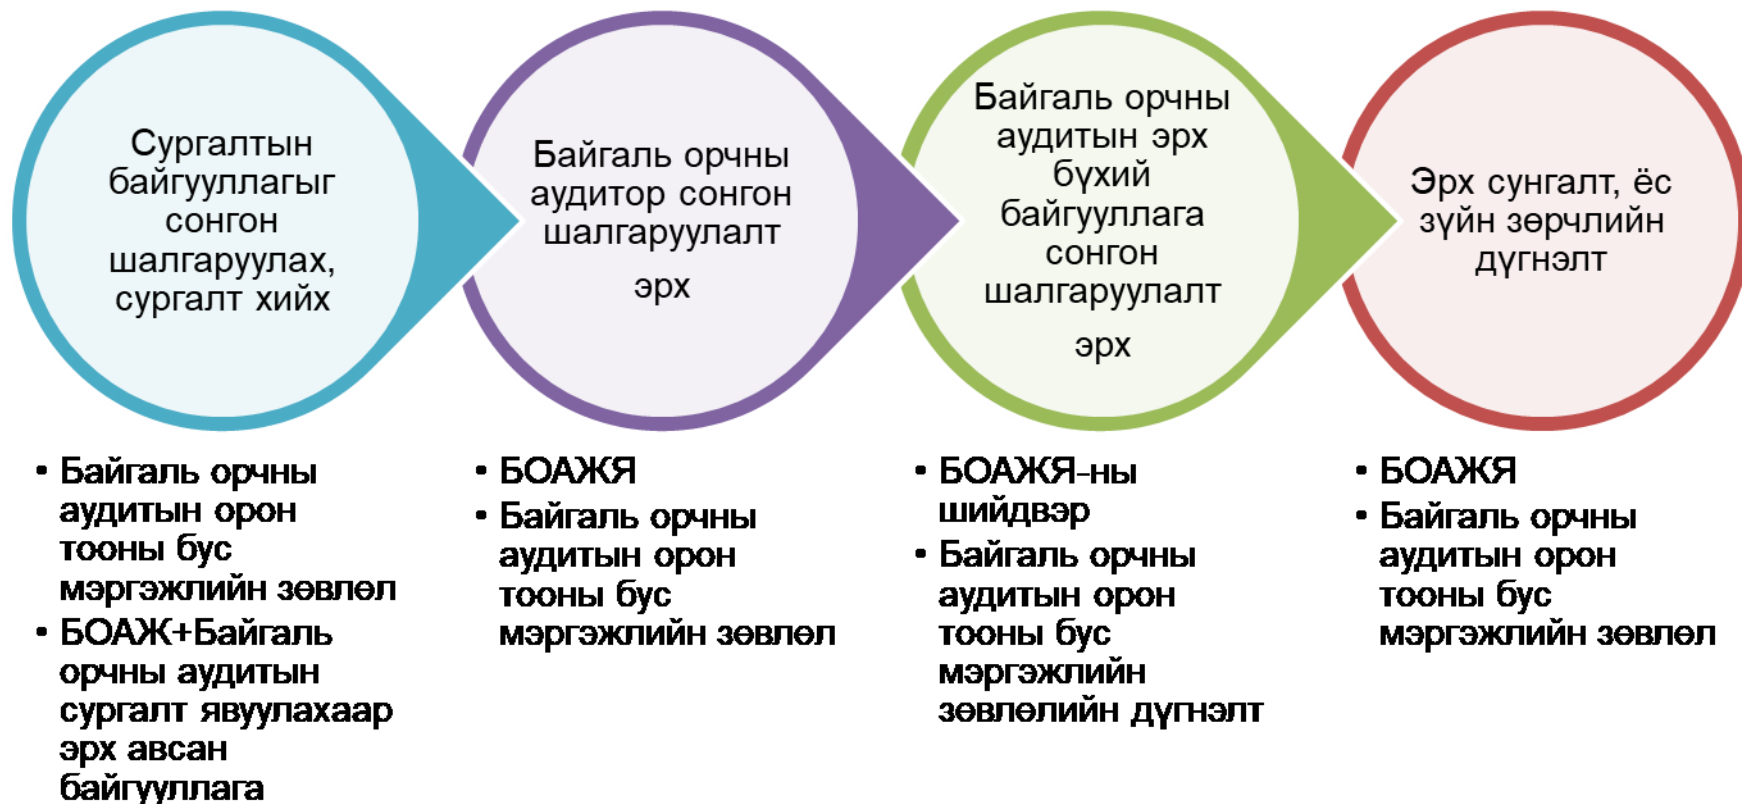 Сургалтын
байгууллагыг
сонгон
шалгаруулах,
сургалт хийх
Байгаль орчны
аудитор сонгон
шалгаруулалт
эрх
Байгаль орчны
аудитын эрх
бүхий
байгууллага
сонгон
шалгаруулалт
эрх
Эрх сунгалт, ёс
зүйн зөрчлийн
дүгнэлт
• Байгаль орчны
аудитын орон
тооны бус
мэргэжлийн зөвлөл
• БОАЖ+Байгаль
орчны аудитын
сургалт явуулахаар
эрх авсан
байгууллага
• БОАЖЯ
• Байгаль орчны
аудитын орон
тооны бус
мэргэжлийн зөвлөл
• БОАЖЯ-ны
шийдвэр
• Байгаль орчны
аудитын орон
тооны бус
мэргэжлийн
зөвлөлийн дүгнэлт
• БОАЖЯ
• Байгаль орчны
аудитын орон
тооны бус
мэргэжлийн зөвлөл